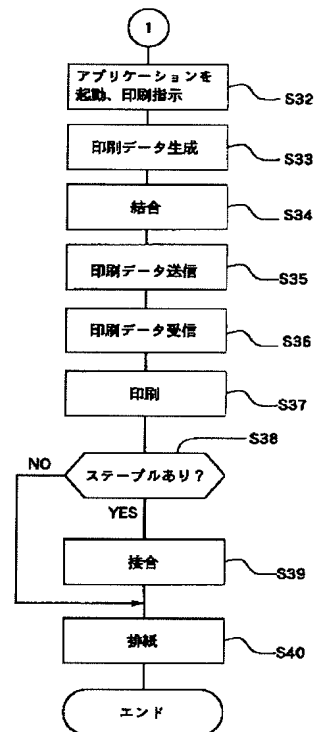 1
アプリケーションを
起動、印刷指示
S32
印刷データ生成
S33
結合
S34
印刷データ送信
S35
印刷データ受信
S36
印刷
S37
S38
NO
ステープルあり？
YES
接合
S39
排紙
S40
エンド